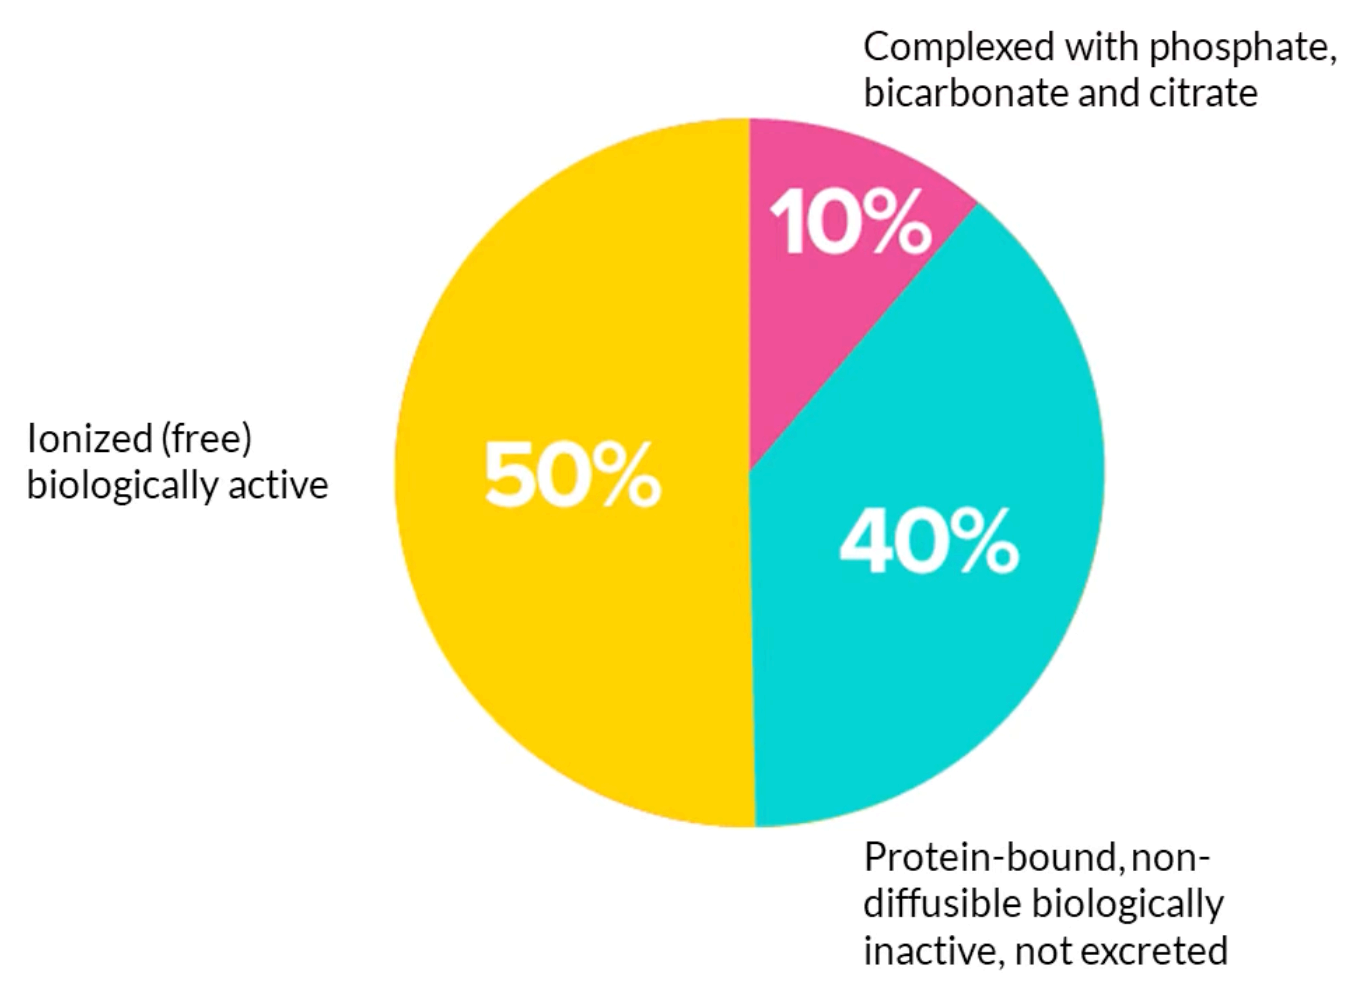 Complexed with phosphate,
bicarbonate and citrate
10%
Ionized (free)
biologically active
50%
40%
Protein-bound, non-
diffusible biologically
inactive, not excreted